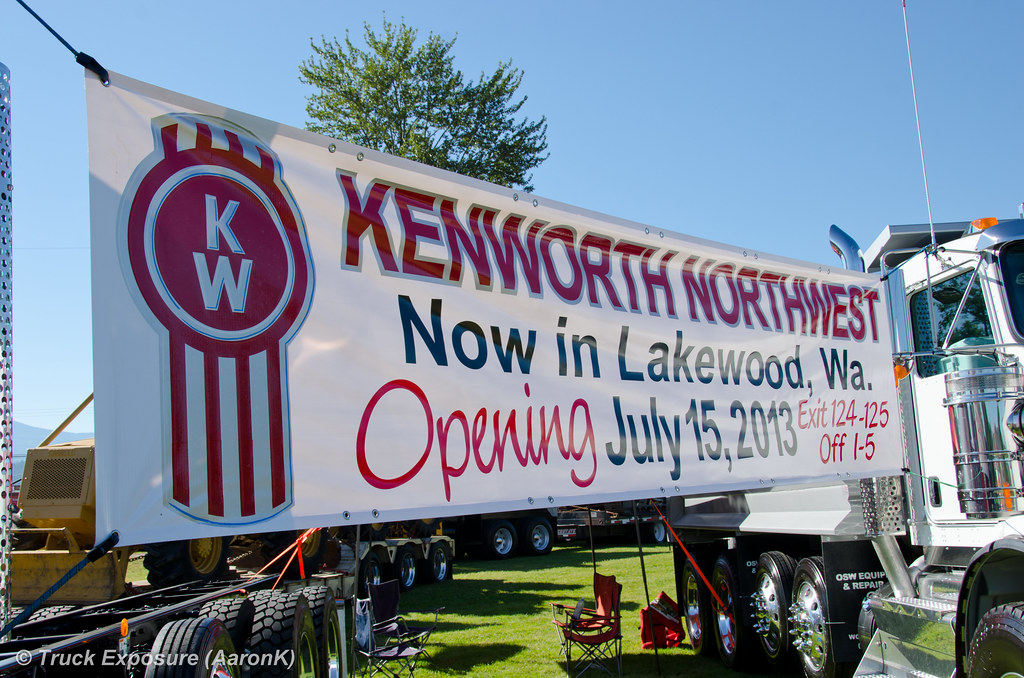 KW
KENWORTH NORTHWEST
Now in Lakewood, Wa.
Opening July 15, 2013
Exit 124-125
Off I-5
OSW EQUIP
& REPAIR
© Truck Exposure (AaronK)